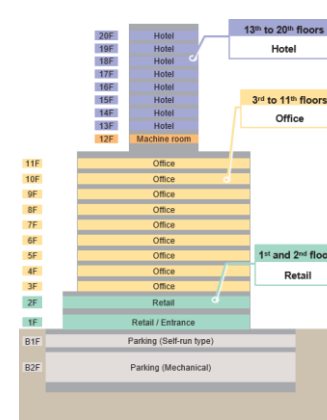 20F Hotel
19F Hotel
18F Hotel
17F Hotel
16F Hotel
15F Hotel
14F Hotel
13F Hotel
12F Machine room
13th to 20th floors
Hotel
3rd to 11th floors
Office
11F Office
10F Office
9F Office
8F Office
7F Office
6F Office
5F Office
4F Office
3F Office
1st and 2nd floo
Retail
2F Retail
1F Retail / Entrance
B1F Parking (Self-run type)
B2F Parking (Mechanical)